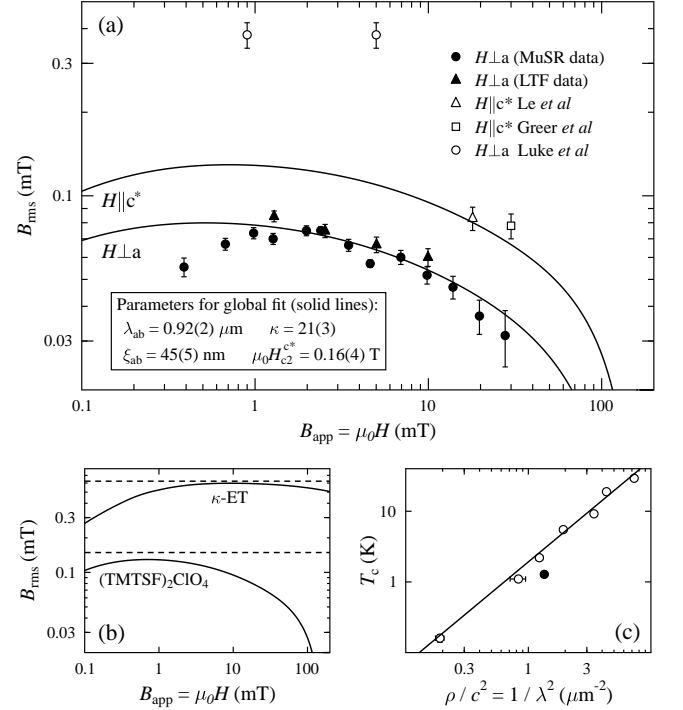 (a)
0.3
0.1
0.03
B_rms (mT)
H⊥a (MuSR data)
H⊥a (LTF data)
H||c* Le et al
H||c* Greer et al
H⊥a Luke et al
H||c*
H⊥a
Parameters for global fit (solid lines):
λ_ab = 0.92(2) μm κ = 21(3)
ξ_ab = 45(5) nm μ₀H_c2^c* = 0.16(4) T
0.1 1 10 100
B_app = μ₀H (mT)
0.3
0.1
0.03
B_rms (mT)
κ-ET
(TMTSF)₂ClO₄
(b)
0.1 1 10 100
B_app = μ₀H (mT)
10
1
T_c (K)
(c)
0.3 1 3 10
ρ / c² = 1 / λ² (μm⁻²)